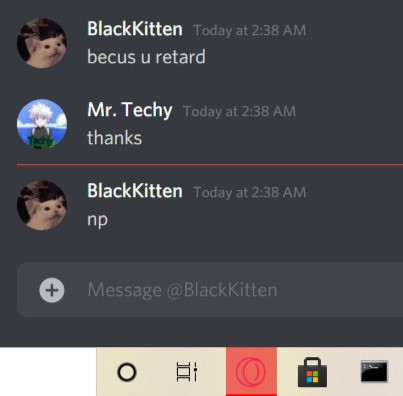 BlackKitten Today at 2:38 AM
becus u retard
Mr. Techy Today at 2:38 AM
thanks
BlackKitten Today at 2:38 AM
np
Message @BlackKitten